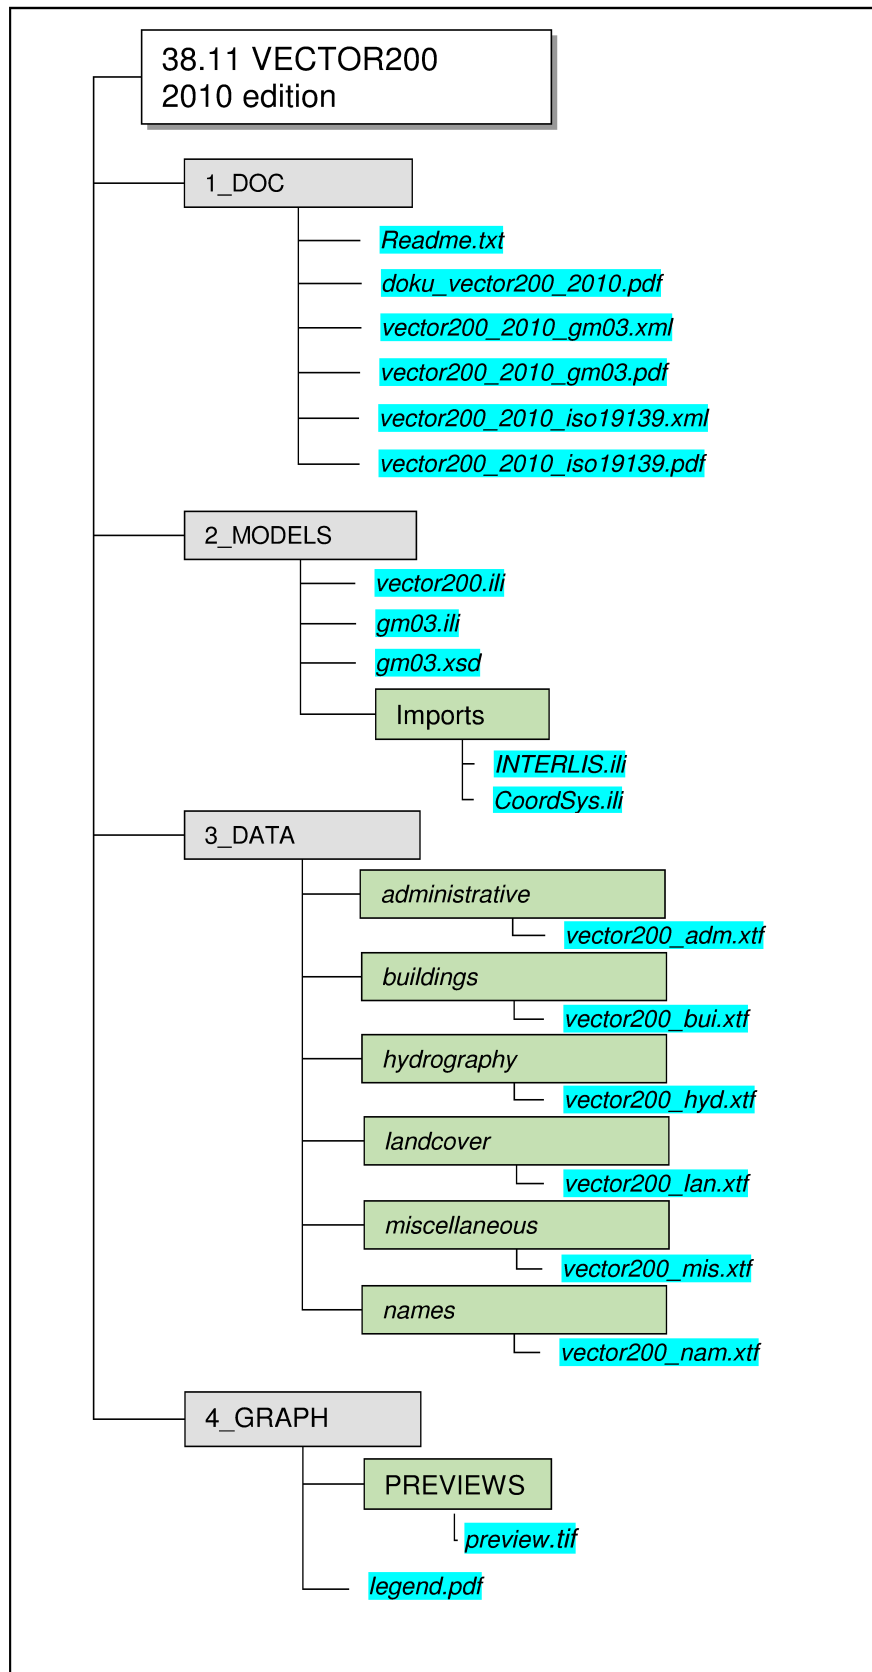 38.11 VECTOR200
2010 edition
1_DOC
Readme.txt
doku_vector200_2010.pdf
vector200_2010_gm03.xml
vector200_2010_gm03.pdf
vector200_2010_iso19139.xml
vector200_2010_iso19139.pdf
2_MODELS
vector200.ili
gm03.ili
gm03.xsd
Imports
INTERLIS.ili
CoordSys.ili
3_DATA
administrative
vector200_adm.xtf
buildings
vector200_bui.xtf
hydrography
vector200_hyd.xtf
landcover
vector200_lan.xtf
miscellaneous
vector200_mis.xtf
names
vector200_nam.xtf
4_GRAPH
PREVIEWS
preview.tif
legend.pdf